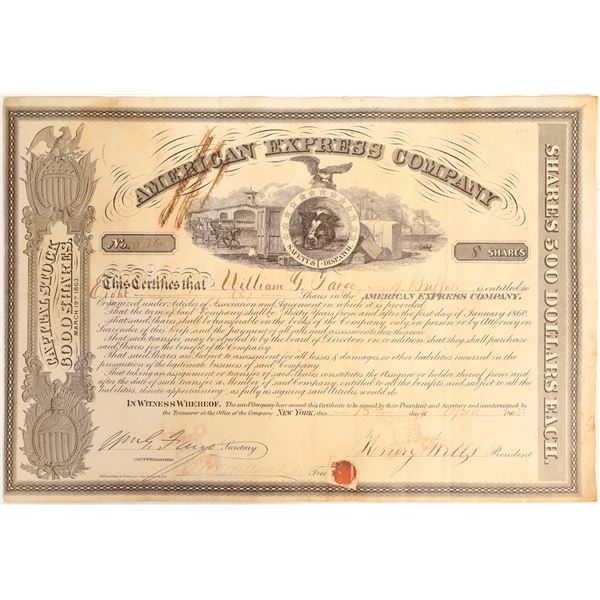 AMERICAN EXPRESS COMPANY
SAFETY & DISPATCH
No.
8 SHARES
CAPITAL STOCK
6000 SHARES
MARCH 19th 1863.
SHARES 500 DOLLARS EACH.
This Certifies that William G. Fargo of Buffalo is entitled to
Eight (8) Shares in the AMERICAN EXPRESS COMPANY,
Organized under Articles of Association and Agreement in which it is provided,
That the term of said Company shall be Thirty Years from and after the first day of January 1860.
That said Shares shall be transferable on the books of the Company only, in person or by Attorney on
Surrender of this Certif. and the payment of all calls and assessments due thereon.
That such transfer may be objected to by the board of Directors on condition that they shall purchase
said Shares for the benefit of the Company.
That said Shares are subject to assessment for all losses & damages, or other liabilities incurred in the
prosecution of the legitimate business of said Company.
That taking an assignment or transfer of said Shares constitutes the Assignee or holder thereof from and
after the date of such transfer a Member of said Company entitled to all the benefits and subject to all the
liabilities, thereto appertaining, as fully as signing said Articles would do.
IN WITNESS WHEREOF. The said Company have caused this Certificate to be signed by their President and Secretary and countersigned by
the Treasurer at the Office of the Company. NEW YORK, this day of 186
Wm G. Fargo Secretary
Henry Wells President
COUNTERSIGNED
Treas